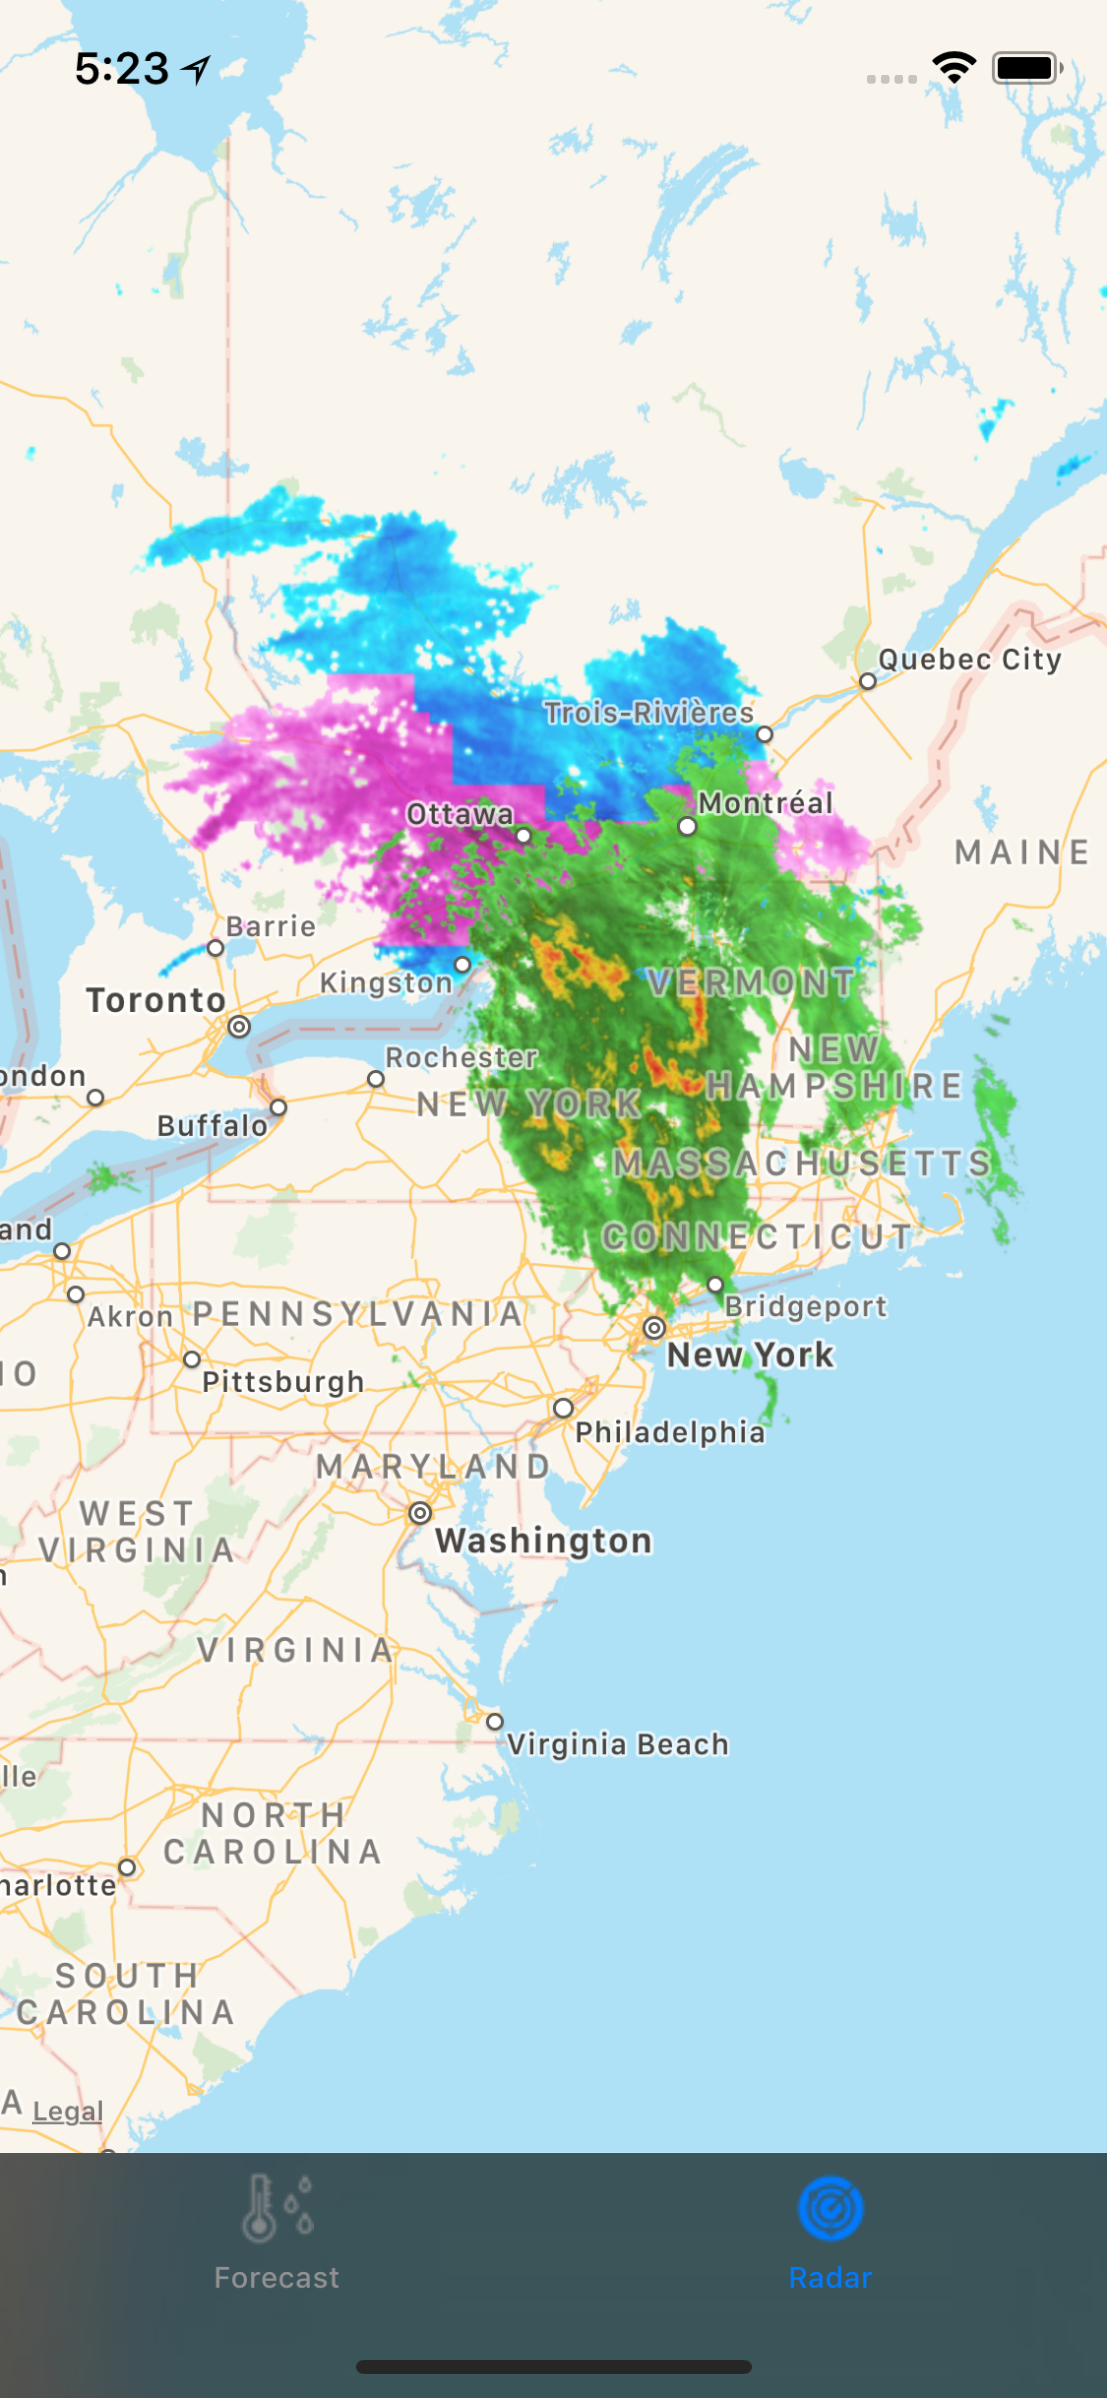 5:23
Quebec City
Trois-Rivières
Montréal
Ottawa
MAINE
Barrie
Kingston
VERMONT
Toronto
NEW
HAMPSHIRE
Rochester
ondon
NEW YORK
Buffalo
MASSACHUSETTS
and
CONNECTICUT
Akron
PENNSYLVANIA
Bridgeport
New York
IO
Pittsburgh
Philadelphia
MARYLAND
WEST
VIRGINIA
Washington
n
VIRGINIA
Virginia Beach
lle
NORTH
CAROLINA
harlotte
SOUTH
CAROLINA
A
Legal
Forecast
Radar